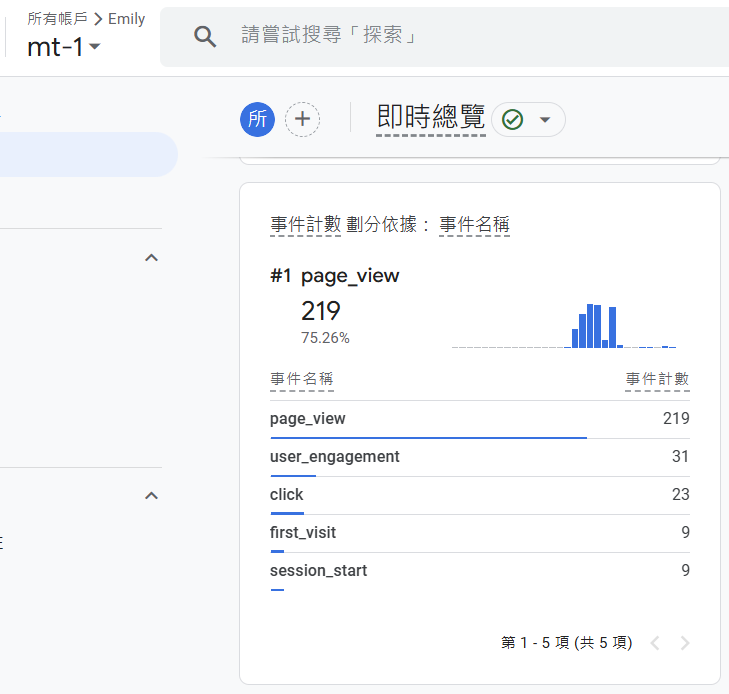 所有帳戶 > Emily
mt-1
請嘗試搜尋「探索」
所
即時總覽
事件計數 劃分依據： 事件名稱
#1 page_view
219
75.26%
事件名稱 事件計數
page_view 219
user_engagement 31
click 23
first_visit 9
session_start 9
第 1 - 5 項 (共 5 項)